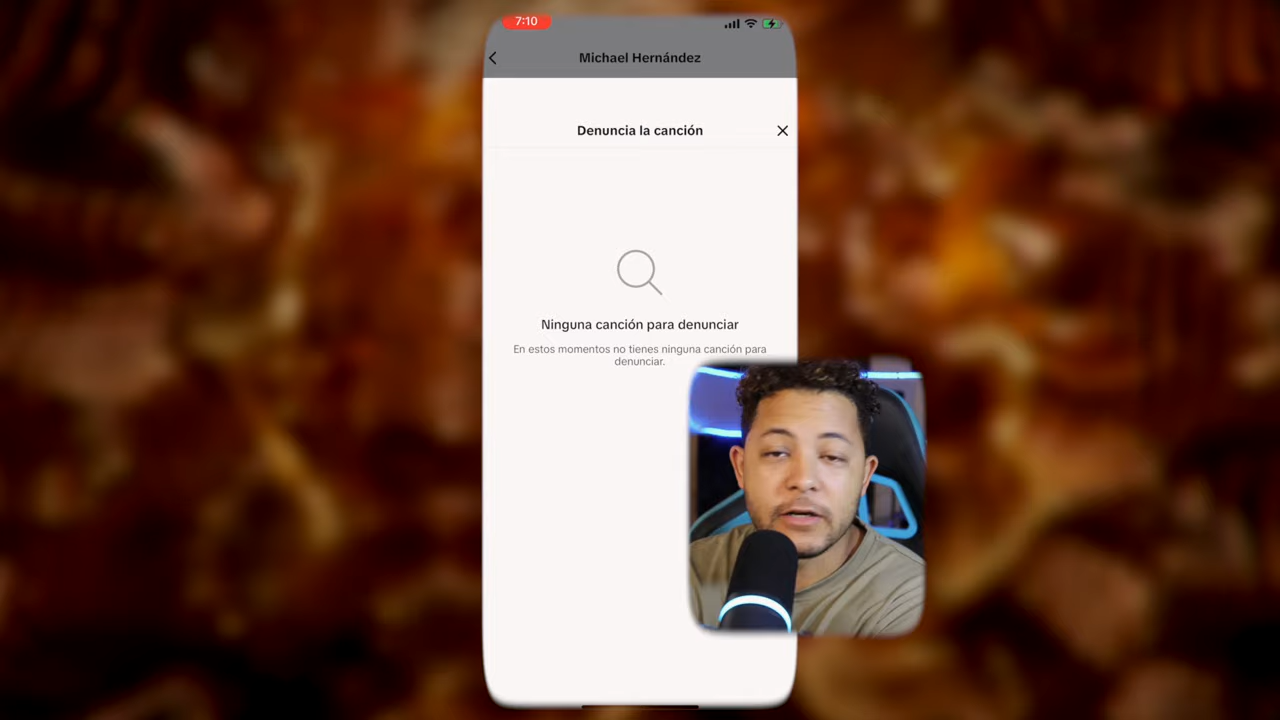 7:10
Michael Hernández
Denuncia la canción
Ninguna canción para denunciar
En estos momentos no tienes ninguna canción para
denunciar.